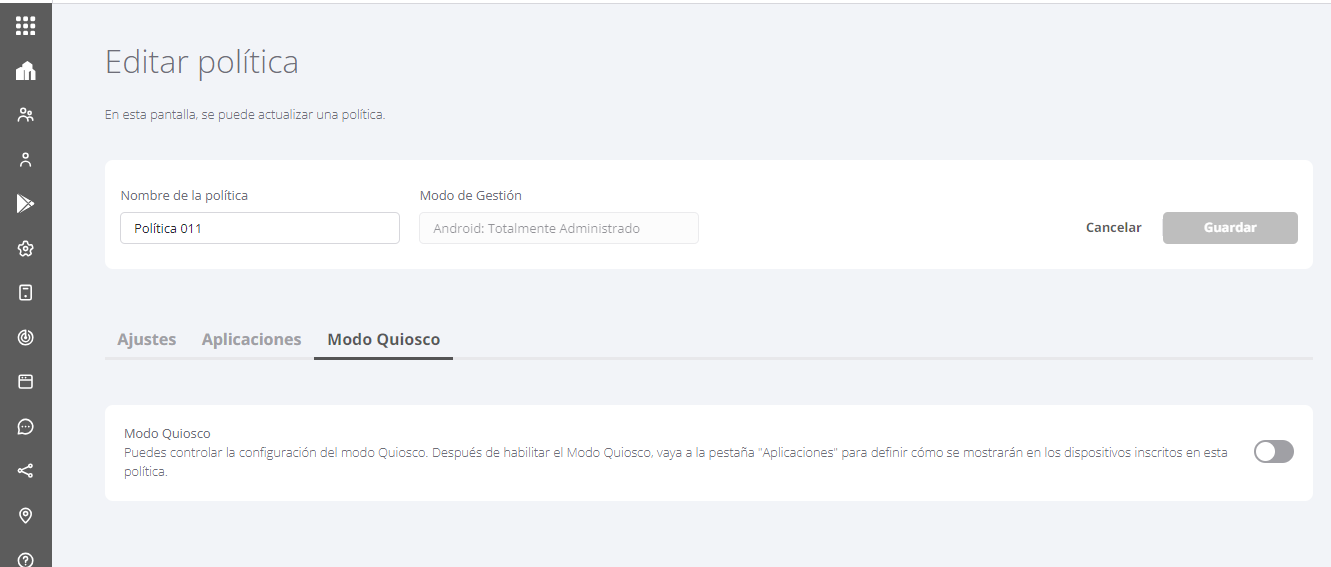 Editar política
En esta pantalla, se puede actualizar una política.
Nombre de la política
Modo de Gestión
Política 011
Android: Totalmente Administrado
Cancelar
Guardar
Ajustes
Aplicaciones
Modo Quiosco
Modo Quiosco
Puedes controlar la configuración del modo Quiosco. Después de habilitar el Modo Quiosco, vaya a la pestaña "Aplicaciones" para definir cómo se mostrarán en los dispositivos inscritos en esta
política.